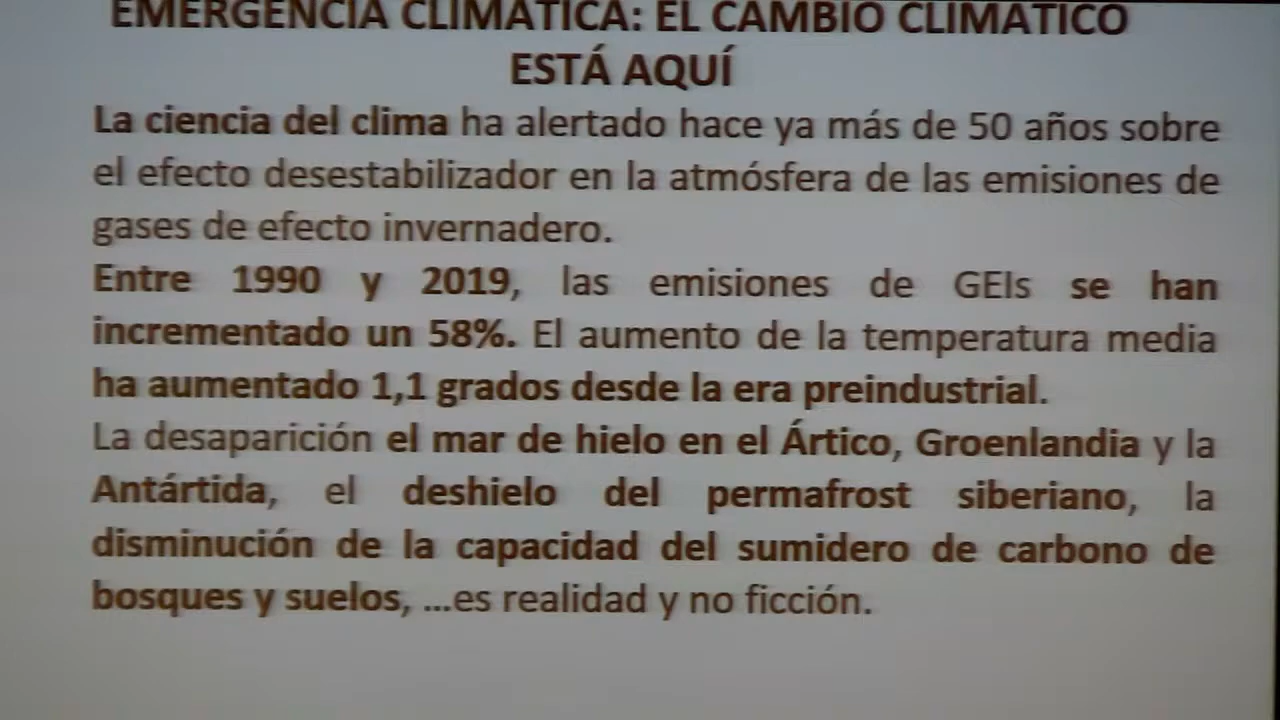 EMERGENCIA CLIMÁTICA: EL CAMBIO CLIMÁTICO
ESTÁ AQUÍ
La ciencia del clima ha alertado hace ya más de 50 años sobre
el efecto desestabilizador en la atmósfera de las emisiones de
gases de efecto invernadero.
Entre 1990 y 2019, las emisiones de GEIs se han
incrementado un 58%. El aumento de la temperatura media
ha aumentado 1,1 grados desde la era preindustrial.
La desaparición el mar de hielo en el Ártico, Groenlandia y la
Antártida, el deshielo del permafrost siberiano, la
disminución de la capacidad del sumidero de carbono de
bosques y suelos, ...es realidad y no ficción.